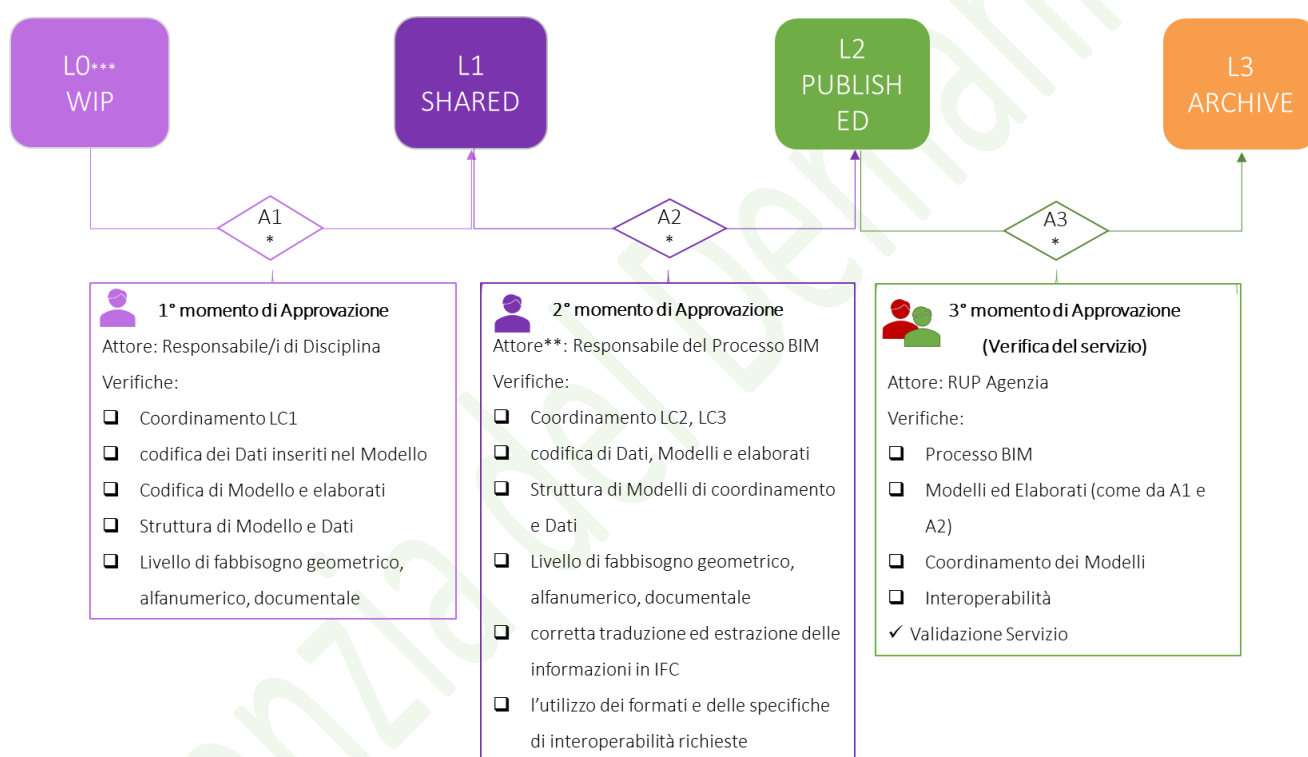 L0***
WIP
L1
SHARED
L2
PUBLISH
ED
L3
ARCHIVE
A1
*
A2
*
A3
*
1° momento di Approvazione
Attore: Responsabile/i di Disciplina
Verifiche:
Coordinamento LC1
codifica dei Dati inseriti nel Modello
Codifica di Modello e elaborati
Struttura di Modello e Dati
Livello di fabbisogno geometrico,
alfanumerico, documentale
2° momento di Approvazione
Attore**: Responsabile del Processo BIM
Verifiche:
Coordinamento LC2, LC3
codifica di Dati, Modelli e elaborati
Struttura di Modelli di coordinamento
e Dati
Livello di fabbisogno geometrico,
alfanumerico, documentale
corretta traduzione ed estrazione delle
informazioni in IFC
l'utilizzo dei formati e delle specifiche
di interoperabilità richieste
3° momento di Approvazione
(Verifica del servizio)
Attore: RUP Agenzia
Verifiche:
Processo BIM
Modelli ed Elaborati (come da A1 e
A2)
Coordinamento dei Modelli
Interoperabilità
✓ Validazione Servizio
enzia del Demani